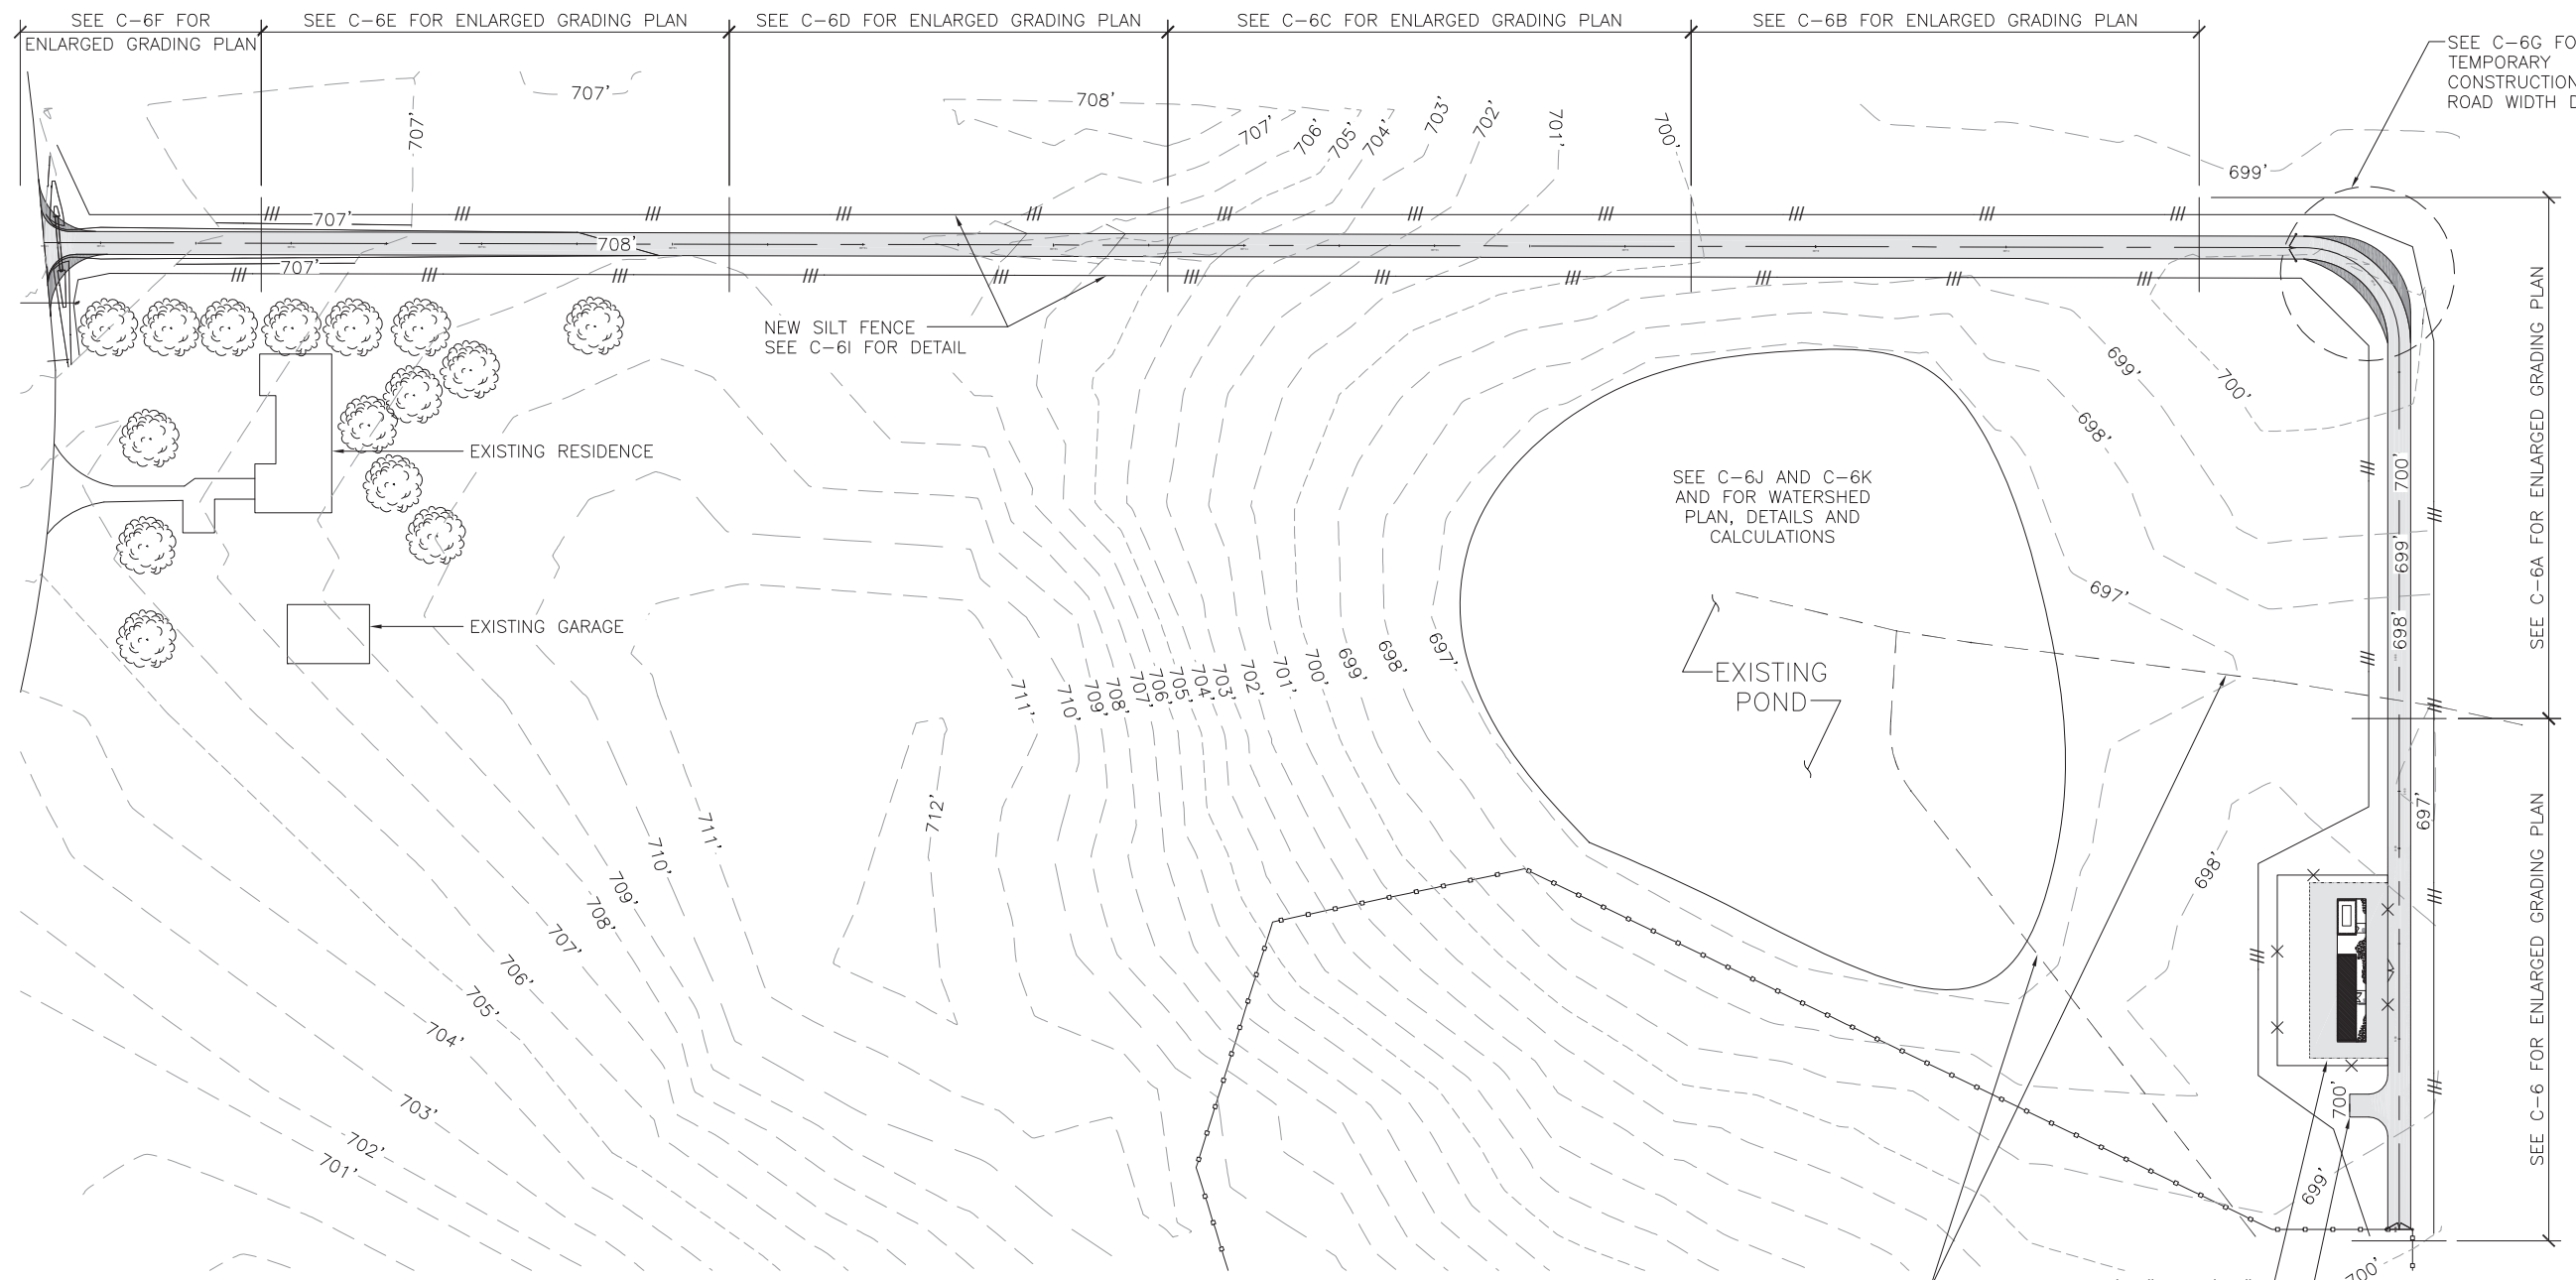 SEE C-6F FOR
ENLARGED GRADING PLAN
SEE C-6E FOR ENLARGED GRADING PLAN
SEE C-6D FOR ENLARGED GRADING PLAN
SEE C-6C FOR ENLARGED GRADING PLAN
SEE C-6B FOR ENLARGED GRADING PLAN
SEE C-6G FO
TEMPORARY
CONSTRUCTION
ROAD WIDTH D
707'
707'
708'
707'
706'
705'
704'
703'
702'
701'
700'
699'
707'
708'
707'
NEW SILT FENCE
SEE C-6I FOR DETAIL
EXISTING RESIDENCE
EXISTING GARAGE
SEE C-6J AND C-6K
AND FOR WATERSHED
PLAN, DETAILS AND
CALCULATIONS
EXISTING
POND
699'
700'
698'
697'
700'
699'
698'
697'
SEE C-6A FOR ENLARGED GRADING PLAN
SEE C-6 FOR ENLARGED GRADING PLAN
711'
710'
709'
708'
707'
706'
705'
704'
703'
702'
701'
700'
699'
698'
697'
712'
711'
710'
709'
708'
707'
706'
705'
704'
703'
702'
701'
698'
700'
699'
700'